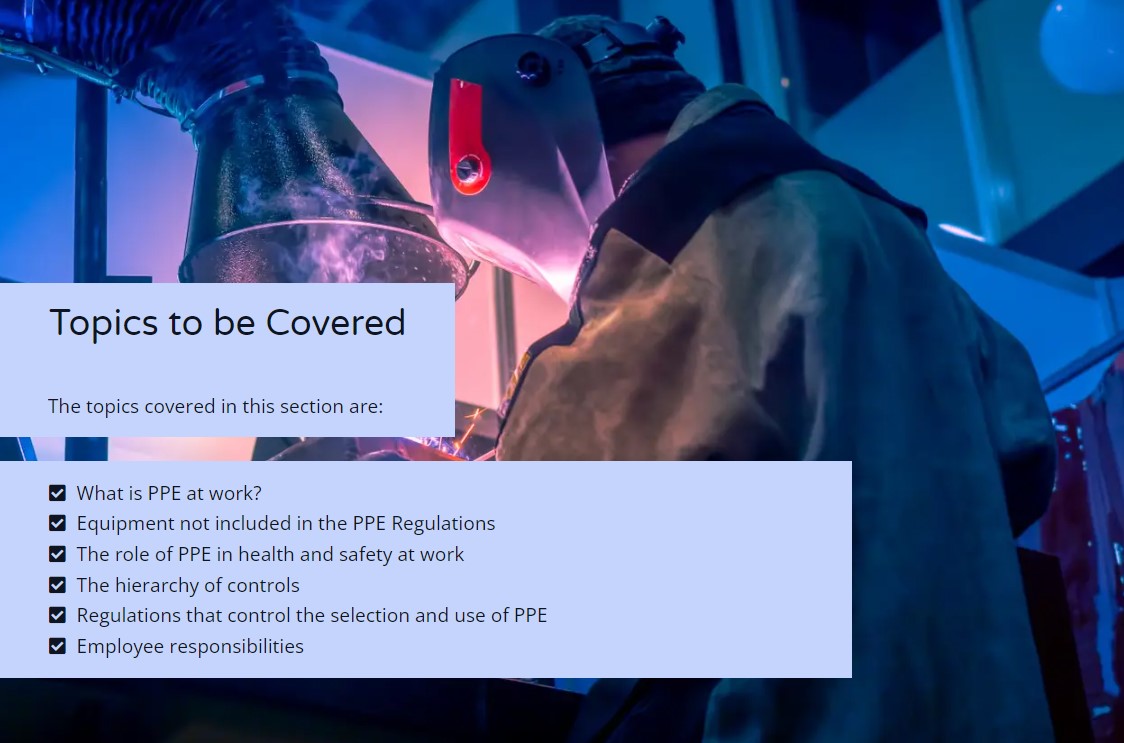 Topics to be Covered
The topics covered in this section are:
What is PPE at work?
Equipment not included in the PPE Regulations
The role of PPE in health and safety at work
The hierarchy of controls
Regulations that control the selection and use of PPE
Employee responsibilities